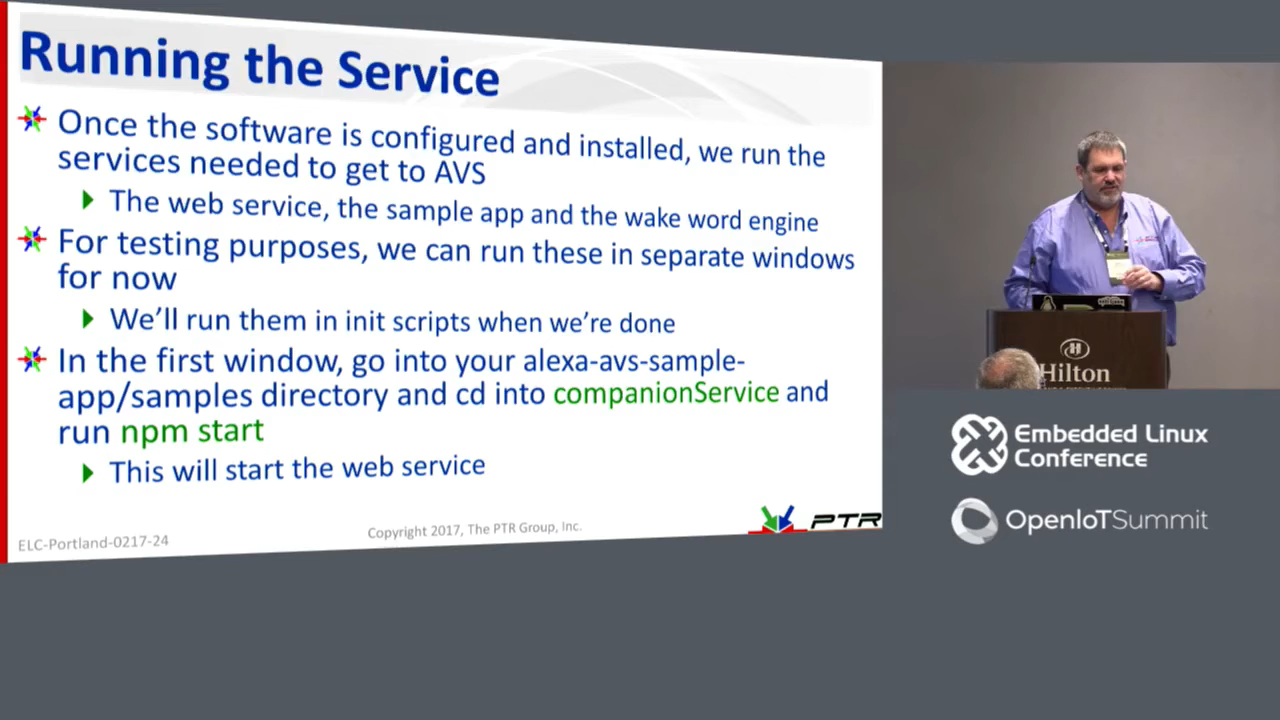 Running the Service
Once the software is configured and installed, we run the
services needed to get to AVS
The web service, the sample app and the wake word engine
For testing purposes, we can run these in separate windows
for now
We'll run them in init scripts when we're done
In the first window, go into your alexa-avs-sample-
app/samples directory and cd into companionService and
run npm start
This will start the web service
ELC-Portland-0217-24
Copyright 2017, The PTR Group, Inc.
PTR
Hilton
Embedded Linux
Conference
OpenIoTSummit